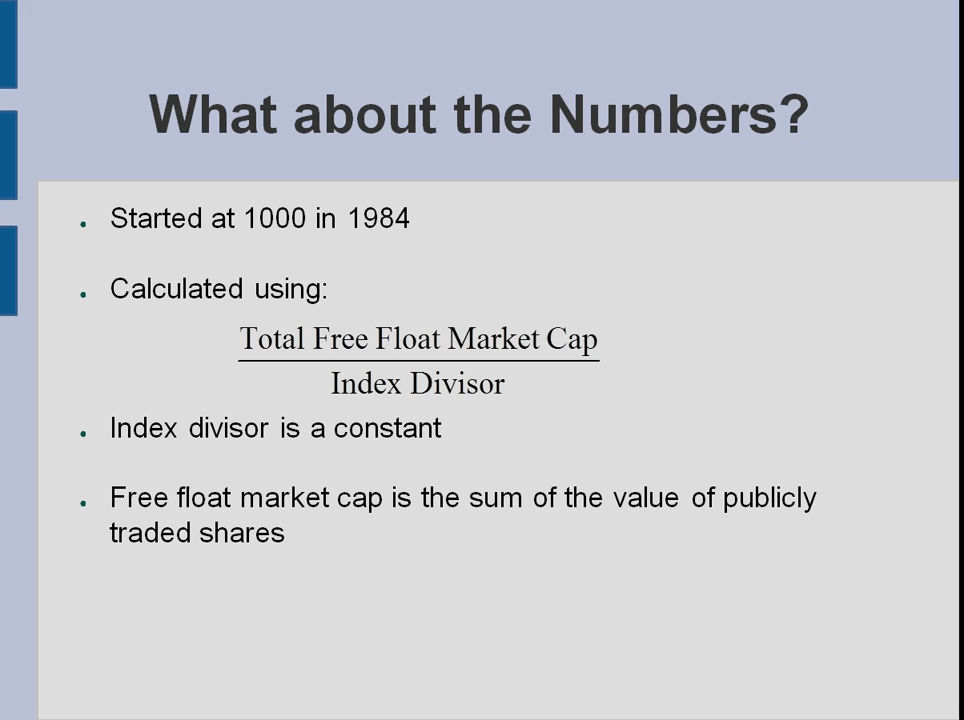 What about the Numbers?
Started at 1000 in 1984
Calculated using:
Total Free Float Market Cap
Index Divisor
Index divisor is a constant
Free float market cap is the sum of the value of publicly
traded shares